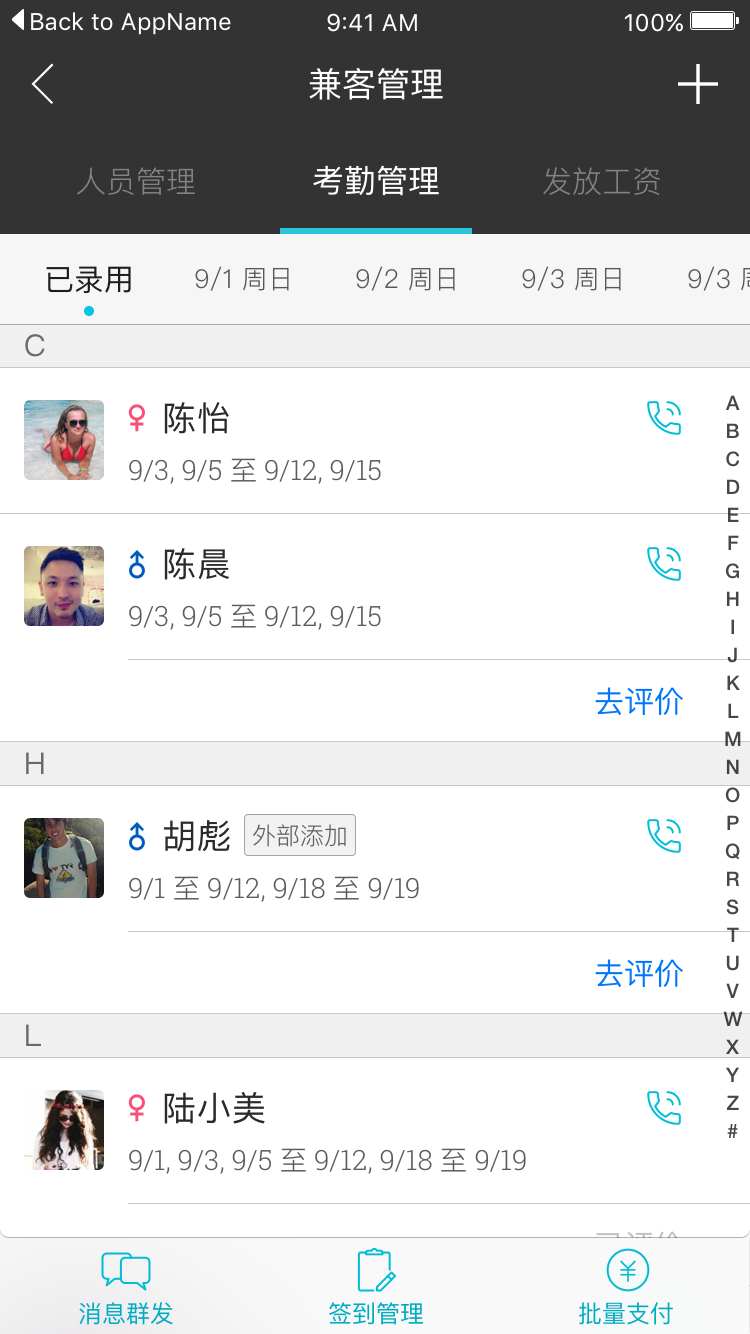 Back to AppName 9:41 AM 100%
兼客管理
人员管理 考勤管理 发放工资
已录用 9/1 周日 9/2 周日 9/3 周日 9/3
C
陈怡
9/3, 9/5 至 9/12, 9/15
陈晨
9/3, 9/5 至 9/12, 9/15
去评价
H
胡彪 外部添加
9/1 至 9/12, 9/18 至 9/19
去评价
L
陆小美
9/1, 9/3, 9/5 至 9/12, 9/18 至 9/19
A
B
C
D
E
F
G
H
I
J
K
L
M
N
O
P
Q
R
S
T
U
V
W
X
Y
Z
#
消息群发 签到管理 批量支付